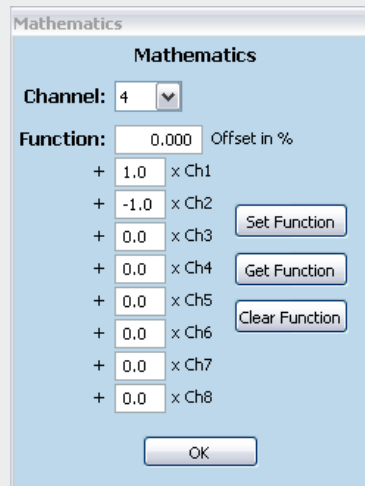 Mathematics
Mathematics
Channel: 4
Function: 0.000 Offset in %
+ 1.0 x Ch1
+ -1.0 x Ch2
Set Function
+ 0.0 x Ch3
+ 0.0 x Ch4
Get Function
+ 0.0 x Ch5
Clear Function
+ 0.0 x Ch6
+ 0.0 x Ch7
+ 0.0 x Ch8
OK